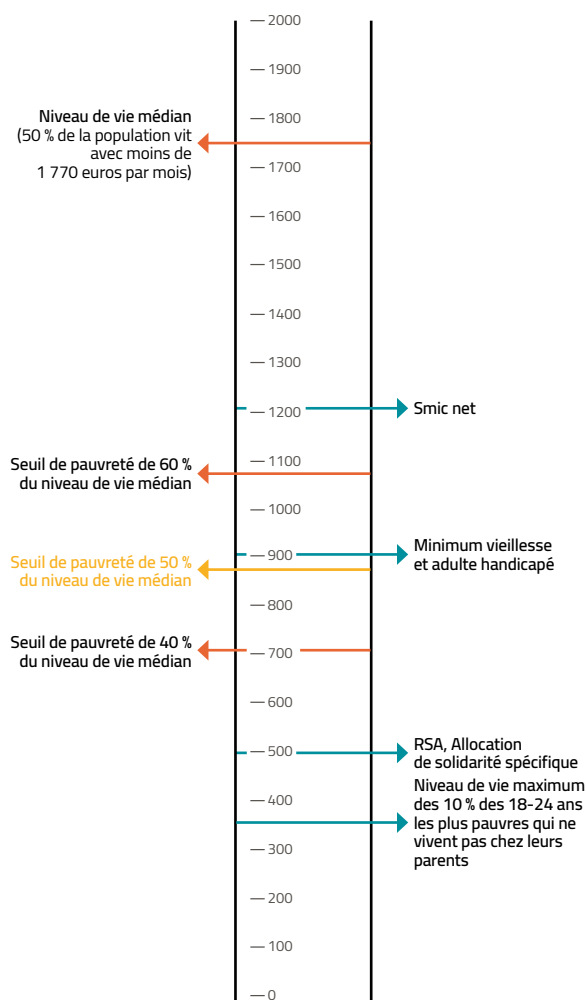 — 2000
— 1900
— 1800
Niveau de vie médian
(50 % de la population vit
avec moins de
1 770 euros par mois)
— 1700
— 1600
— 1500
— 1400
— 1300
— 1200
Smic net
— 1100
Seuil de pauvreté de 60 %
du niveau de vie médian
— 1000
— 900
Minimum vieillesse
et adulte handicapé
Seuil de pauvreté de 50 %
du niveau de vie médian
— 800
Seuil de pauvreté de 40 %
du niveau de vie médian
— 700
— 600
— 500
RSA, Allocation
de solidarité spécifique
— 400
Niveau de vie maximum
des 10 % des 18-24 ans
les plus pauvres qui ne
vivent pas chez leurs
parents
— 300
— 200
— 100
— 0